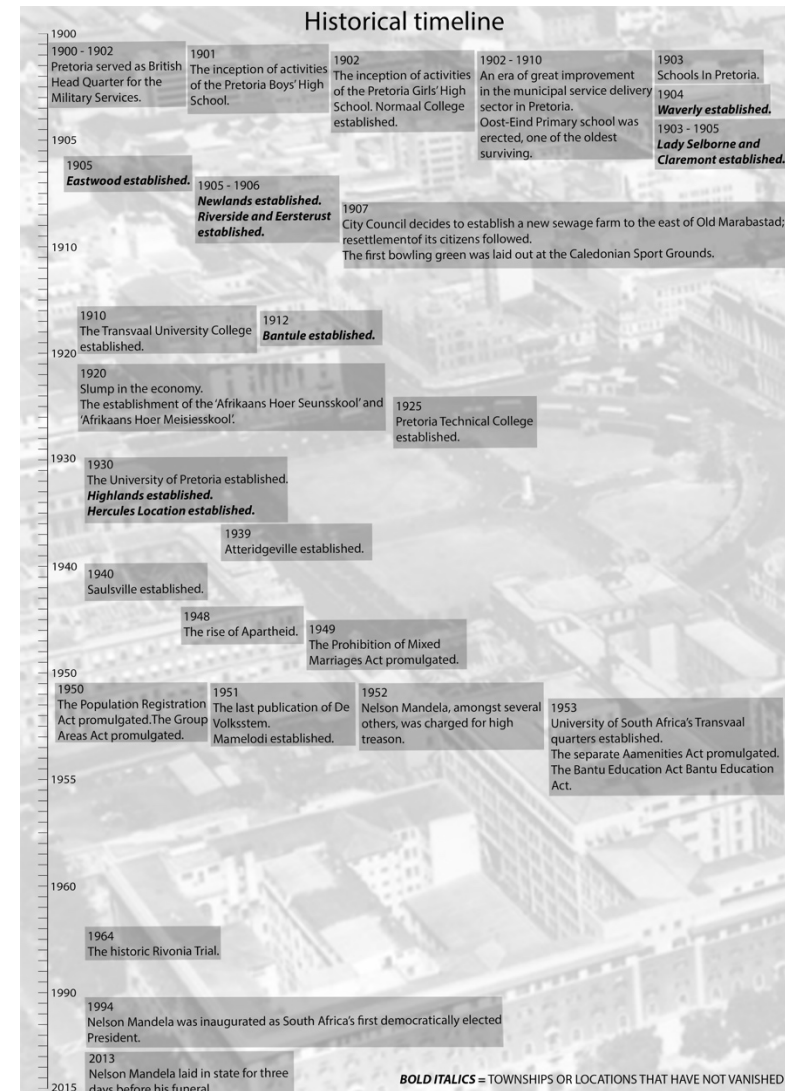 Historical timeline
1900
1900 - 1902
Pretoria served as British
Head Quarter for the
Military Services.
1901
The inception of activities
of the Pretoria Boys' High
School.
1902
The inception of activities
of the Pretoria Girls' High
School. Normaal College
established.
1902 - 1910
An era of great improvement
in the municipal service delivery
sector in Pretoria.
Oost-Eind Primary school was
erected, one of the oldest
surviving.
1903
Schools In Pretoria.
1904
Waverly established.
1903 - 1905
Lady Selborne and
Claremont established.
1905
1905
Eastwood established.
1905 - 1906
Newlands established.
Riverside and Eersterust
established.
1907
City Council decides to establish a new sewage farm to the east of Old Marabastad;
resettlementof its citizens followed.
The first bowling green was laid out at the Caledonian Sport Grounds.
1910
1910
The Transvaal University College
established.
1912
Bantule established.
1920
1920
Slump in the economy.
The establishment of the 'Afrikaans Hoer Seunsskool' and
'Afrikaans Hoer Meisiesskool'.
1925
Pretoria Technical College
established.
1930
1930
The University of Pretoria established.
Highlands established.
Hercules Location established.
1939
Atteridgeville established.
1940
1940
Saulsville established.
1948
The rise of Apartheid.
1949
The Prohibition of Mixed
Marriages Act promulgated.
1950
1950
The Population Registration
Act promulgated.The Group
Areas Act promulgated.
1951
The last publication of De
Volksstem.
Mamelodi established.
1952
Nelson Mandela, amongst several
others, was charged for high
treason.
1953
University of South Africa's Transvaal
quarters established.
The separate Aamenities Act promulgated.
The Bantu Education Act Bantu Education
Act.
1955
1960
1964
The historic Rivonia Trial.
1990
1994
Nelson Mandela was inaugurated as South Africa's first democratically elected
President.
2013
Nelson Mandela laid in state for three
days before his funeral
2015
BOLD ITALICS = TOWNSHIPS OR LOCATIONS THAT HAVE NOT VANISHED